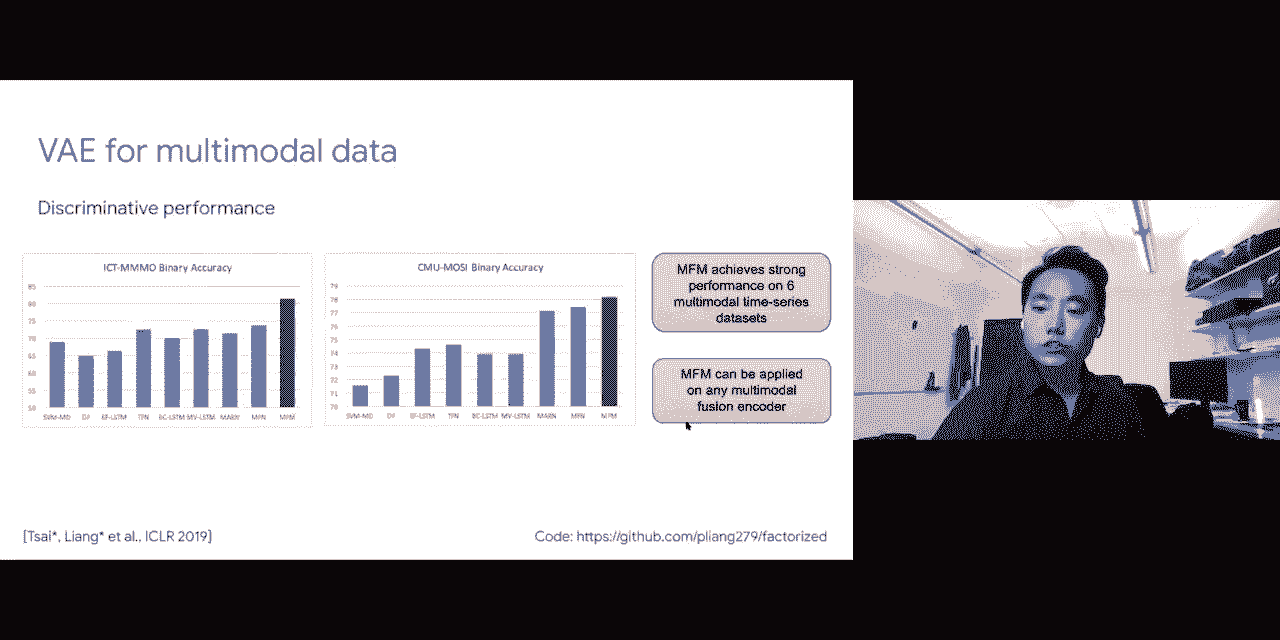 VAE for multimodal data
Discriminative performance
ICT-MMMO Binary Accuracy
85
80
75
70
65
60
55
50
SVM-MD DF EF-LSTM TFN BC-LSTM MV-LSTM MARN MFN MFM
CMU-MOSI Binary Accuracy
79
78
77
76
75
74
73
72
71
70
SVM-MD DF EF-LSTM TFN BC-LSTM MV-LSTM MARN MFN MFM
MFM achieves strong
performance on 6
multimodal time-series
datasets
MFM can be applied
on any multimodal
fusion encoder
[Tsai*, Liang* et al., ICLR 2019]
Code: https://github.com/pliang279/factorized